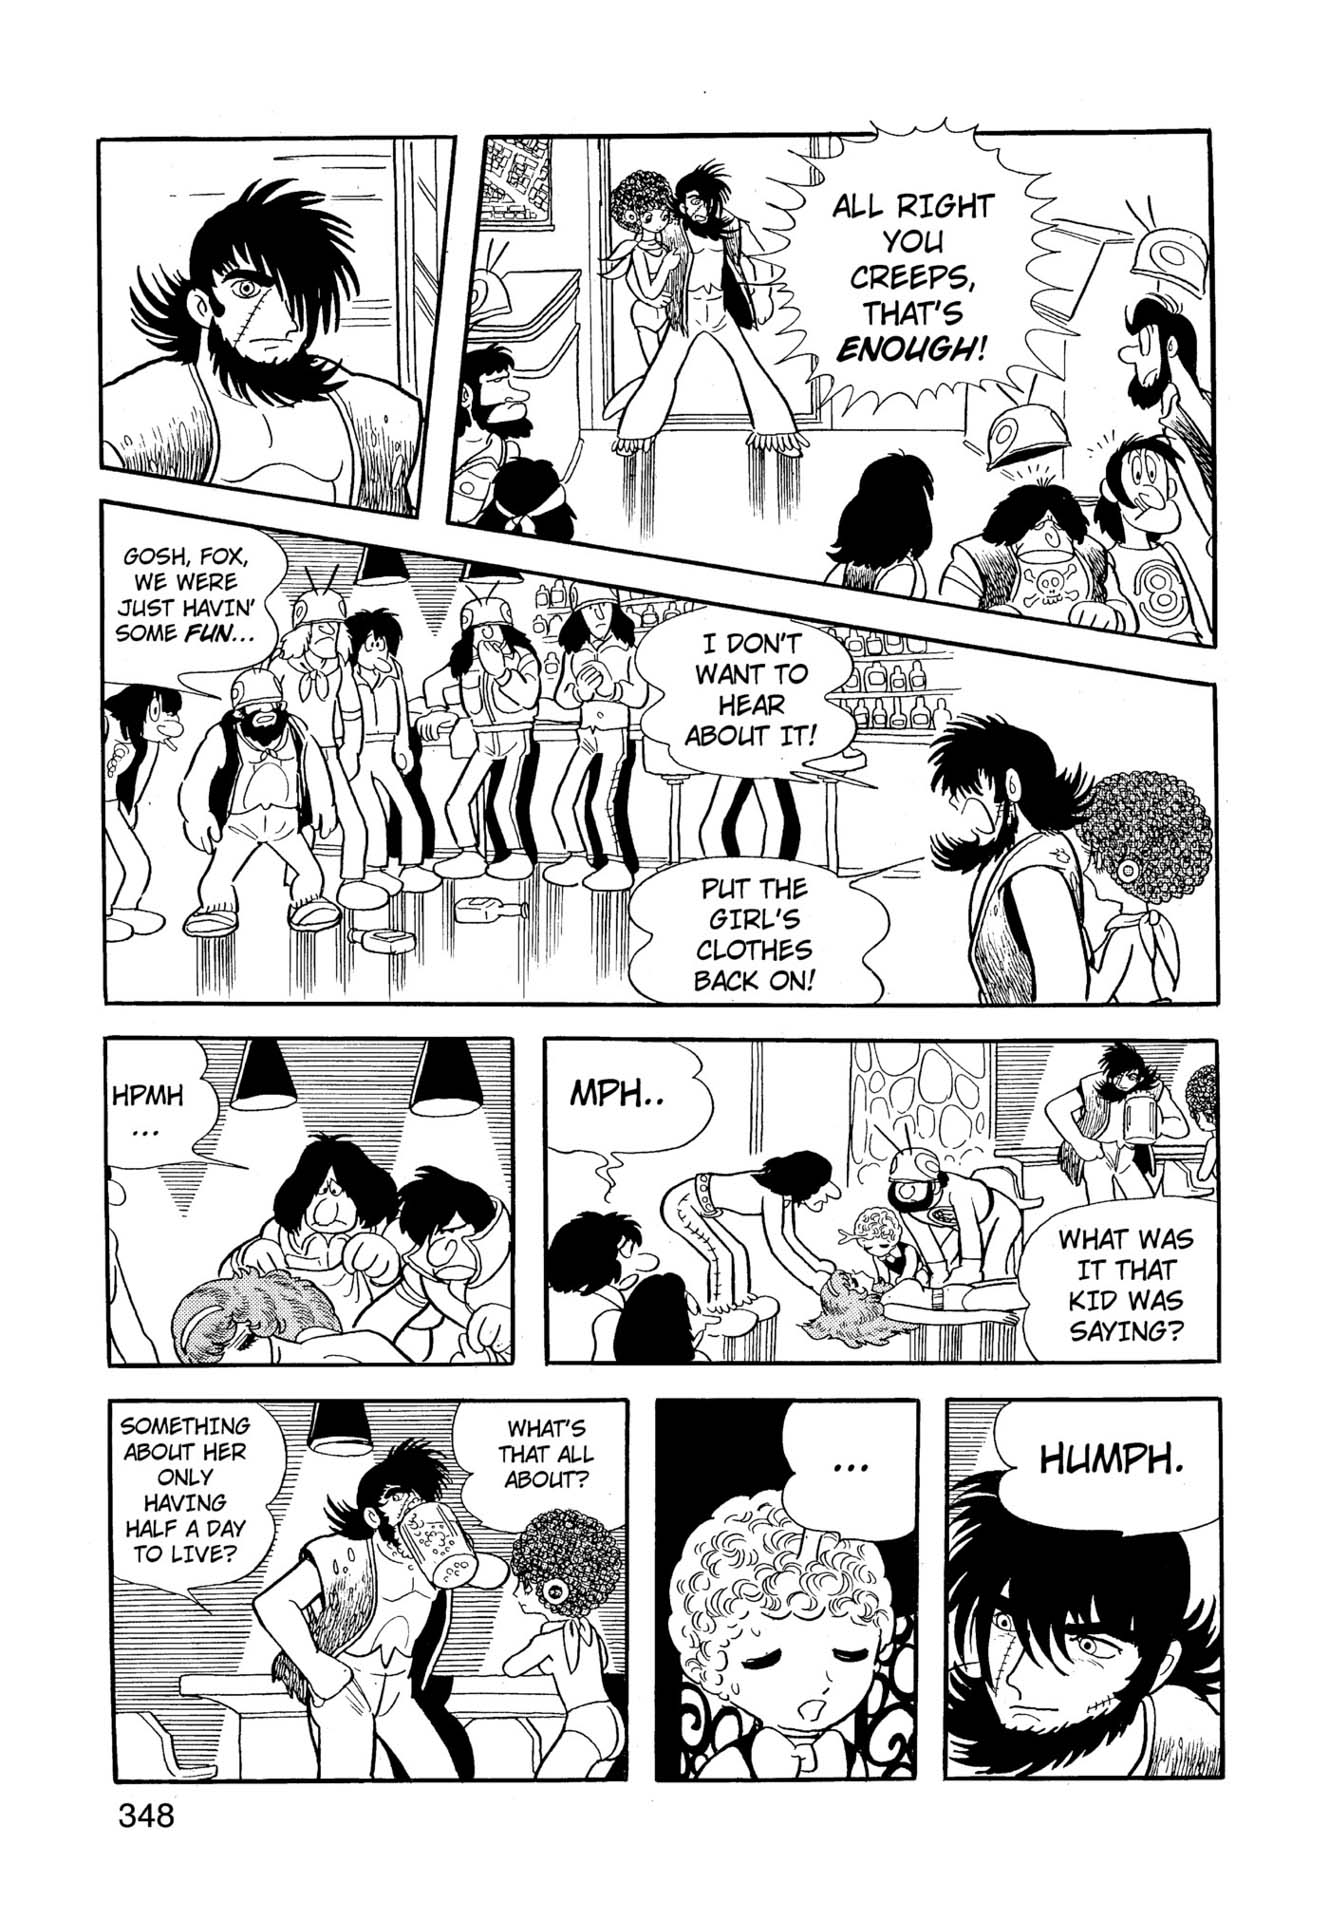 ALL RIGHT
YOU
CREEPS,
THAT'S
ENOUGH!
GOSH, FOX,
WE WERE
JUST HAVIN'
SOME FUN...
I DON'T
WANT TO
HEAR
ABOUT IT!
PUT THE
GIRL'S
CLOTHES
BACK ON!
HPMH
...
MPH..
WHAT WAS
IT THAT
KID WAS
SAYING?
SOMETHING
ABOUT HER
ONLY
HAVING
HALF A DAY
TO LIVE?
WHAT'S
THAT ALL
ABOUT?
...
HUMPH.
348